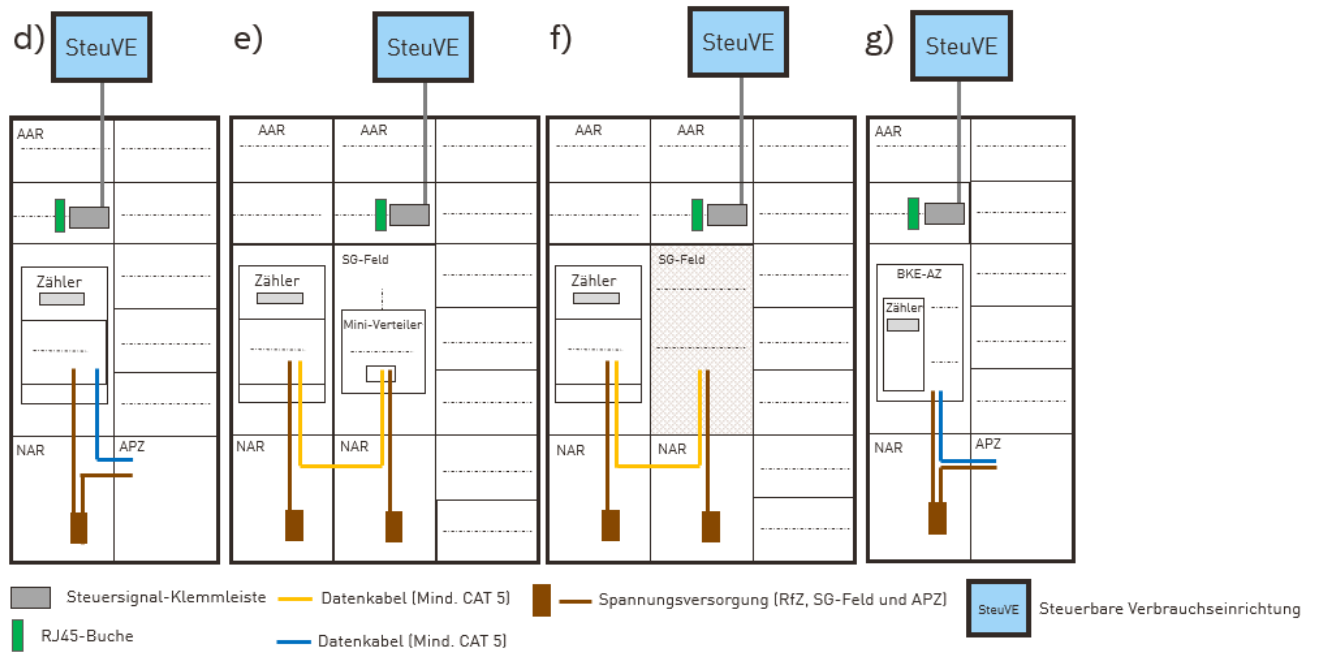 d)
SteuVE
e)
SteuVE
f)
SteuVE
g)
SteuVE
AAR
AAR
AAR
AAR
AAR
AAR
Zähler
Zähler
SG-Feld
Mini-Verteiler
Zähler
SG-Feld
BKE-AZ
Zähler
NAR
APZ
NAR
NAR
NAR
NAR
NAR
APZ
Steuersignal-Klemmleiste
Datenkabel (Mind. CAT 5)
Spannungsversorgung (RfZ, SG-Feld und APZ)
SteuVE
Steuerbare Verbrauchseinrichtung
RJ45-Buche
Datenkabel (Mind. CAT 5)